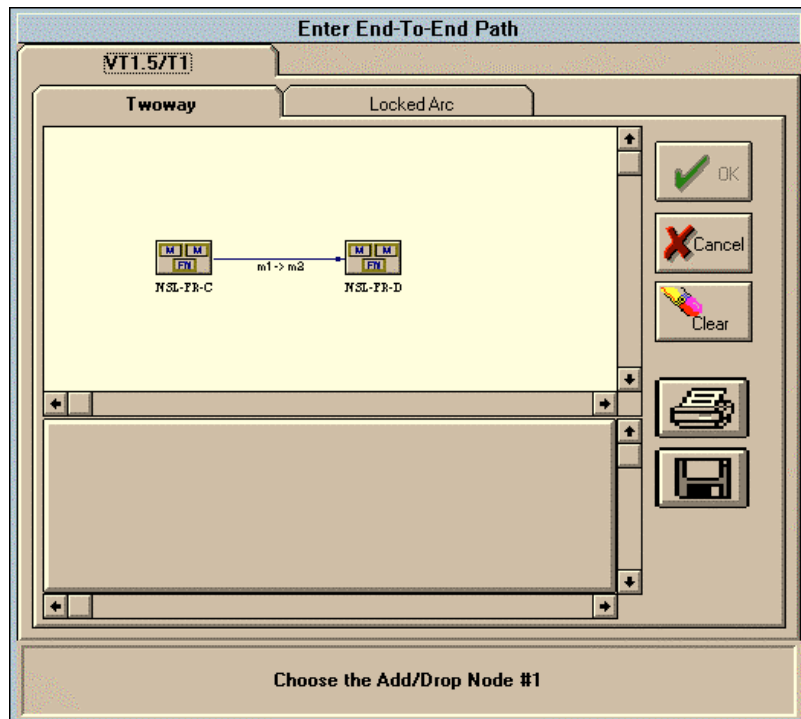 Enter End-To-End Path
VT1.5/T1
Twoway
Locked Arc
M M
FN
m1->m2
M M
FN
NSL-FR-C
NSL-FR-D
OK
Cancel
Clear
Choose the Add/Drop Node #1